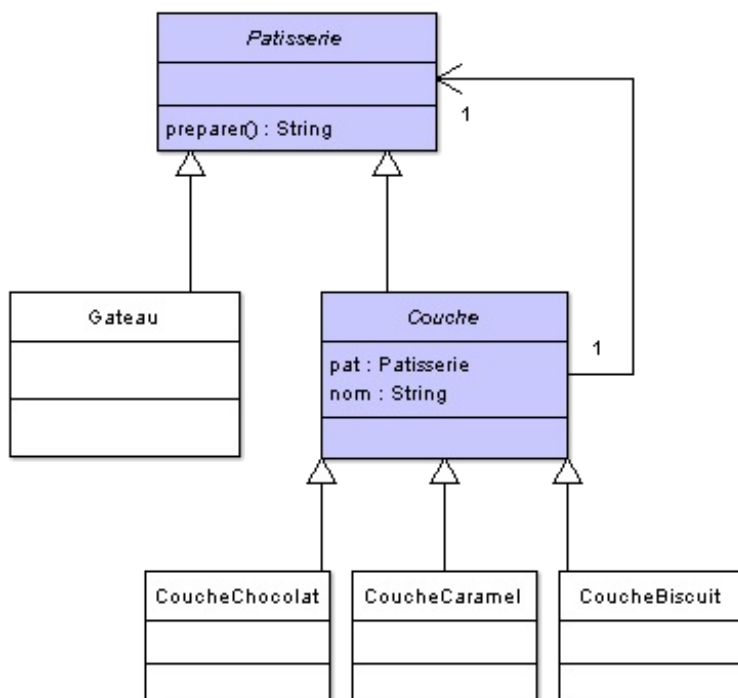 Patisserie
preparer() : String
1
Gateau
Couche
pat : Patisserie
nom : String
1
CoucheChocolat
CoucheCaramel
CoucheBiscuit